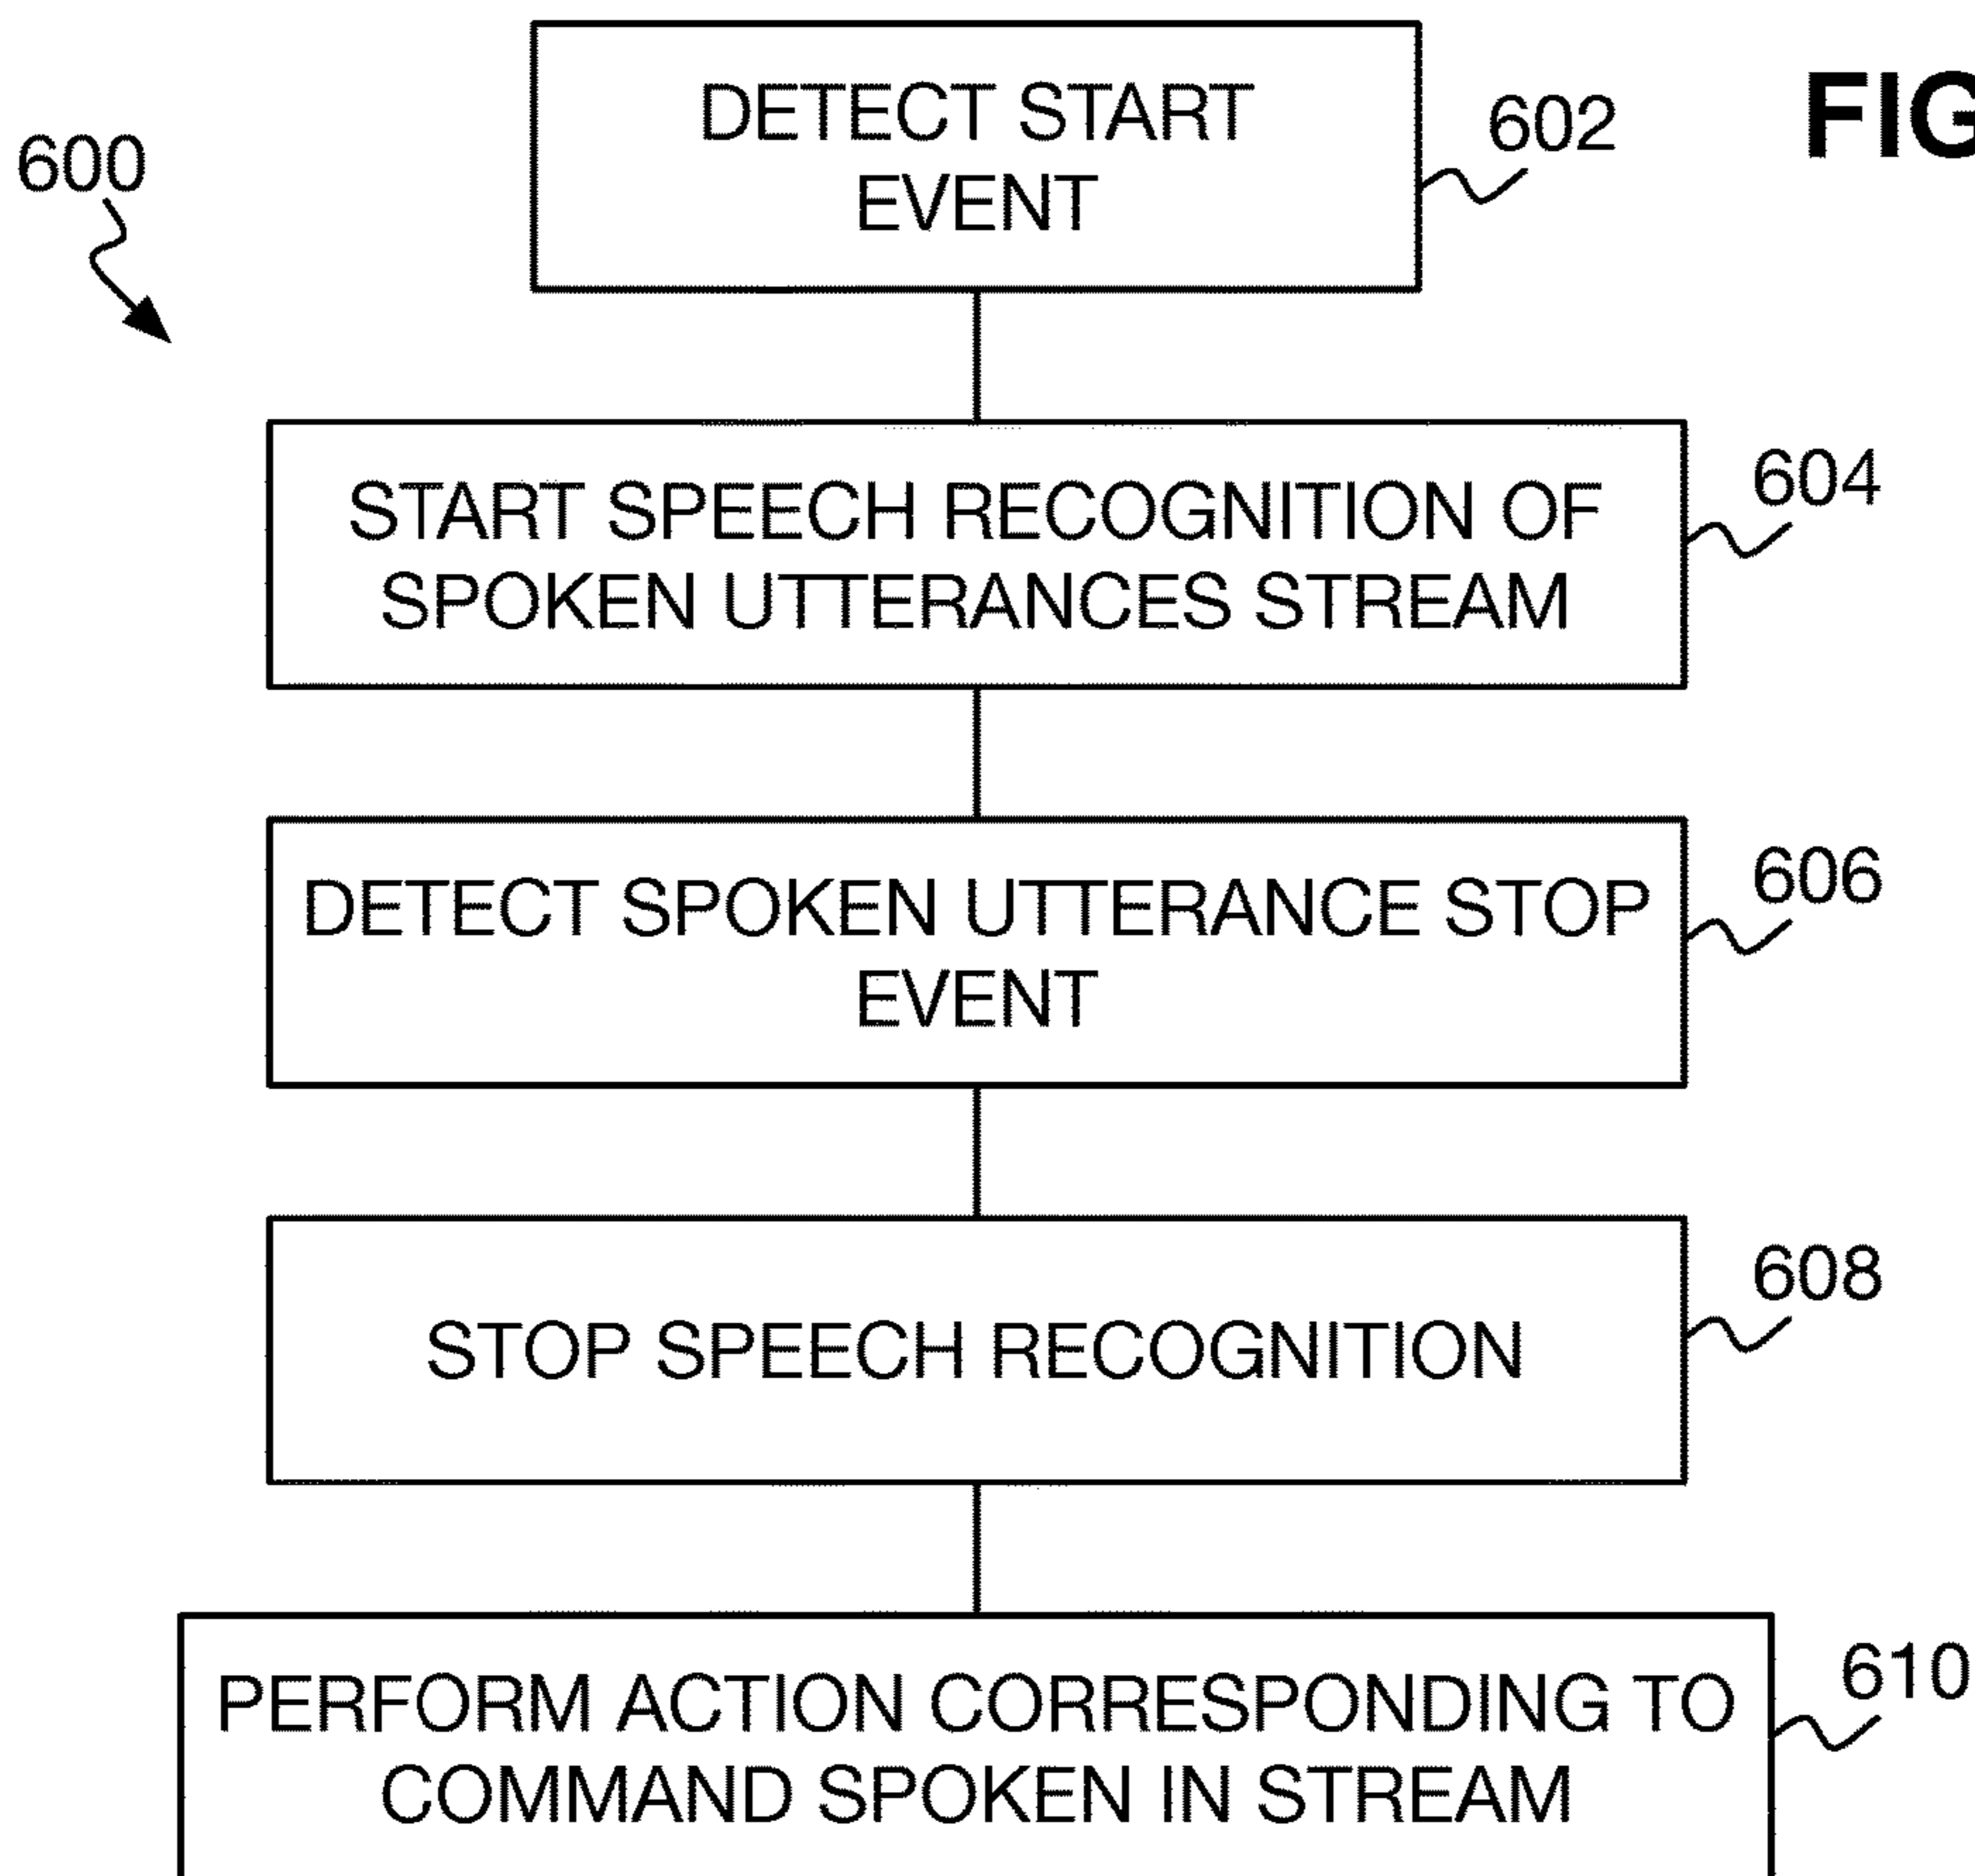 DETECT START
EVENT
602
FIG
600
START SPEECH RECOGNITION OF
SPOKEN UTTERANCES STREAM
604
DETECT SPOKEN UTTERANCE STOP
EVENT
606
STOP SPEECH RECOGNITION
608
PERFORM ACTION CORRESPONDING TO
COMMAND SPOKEN IN STREAM
610